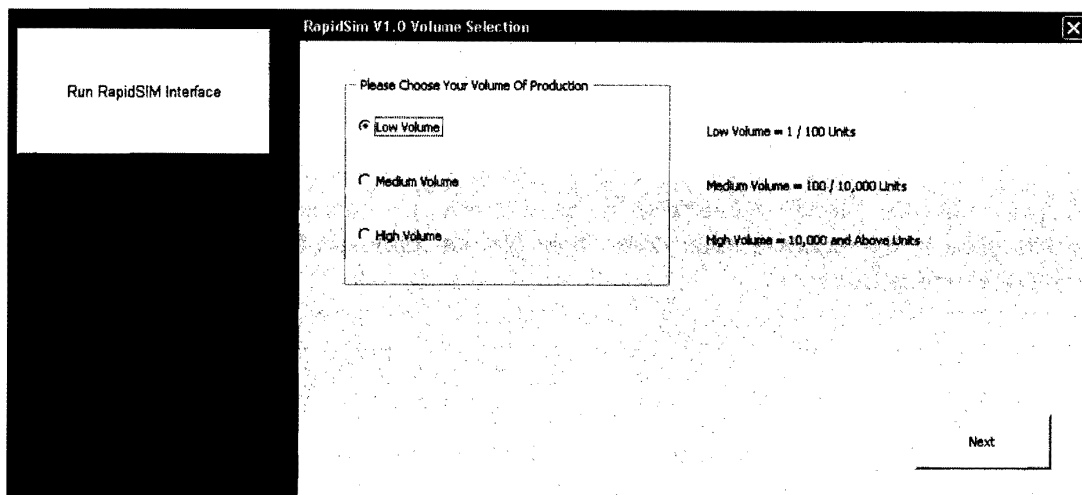 RapidSim V1.0 Volume Selection
Run RapidSIM Interface
Please Choose Your Volume Of Production
Low Volume
Low Volume = 1 / 100 Units
Medium Volume
Medium Volume = 100 / 10,000 Units
High Volume
High Volume = 10,000 and Above Units
Next